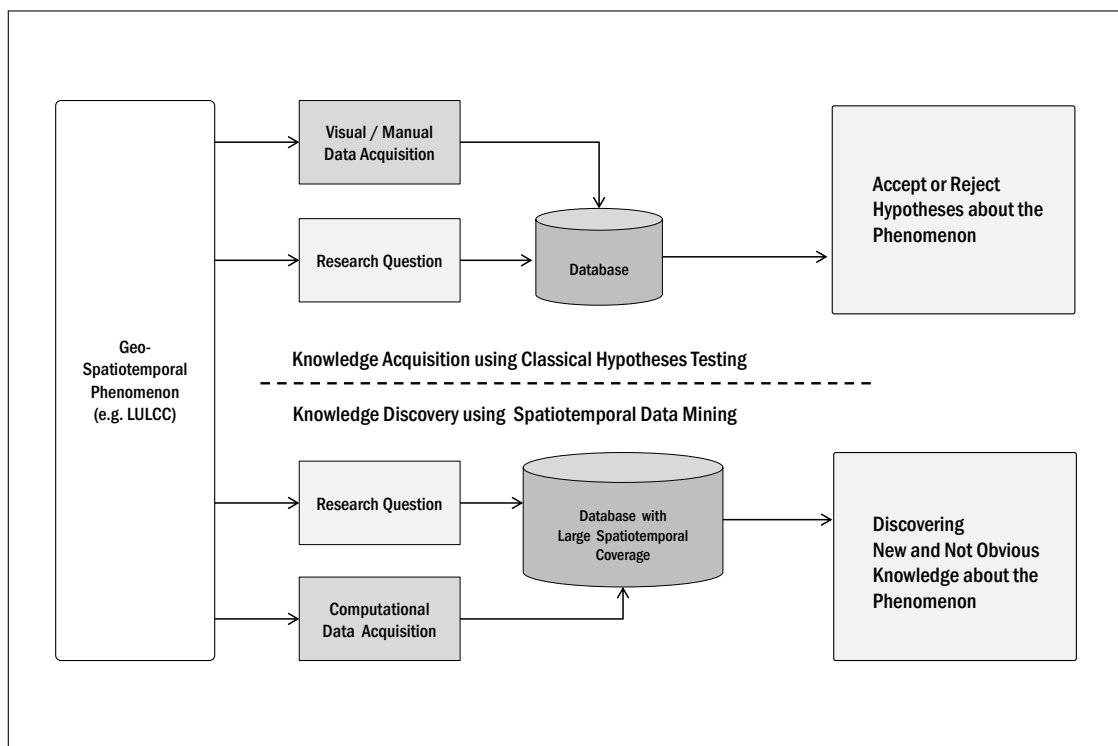 Geo-
Spatiotemporal
Phenomenon
(e.g. LULCC)
Visual / Manual
Data Acquisition
Research Question
Database
Accept or Reject
Hypotheses about the
Phenomenon
Knowledge Acquisition using Classical Hypotheses Testing
Knowledge Discovery using Spatiotemporal Data Mining
Research Question
Computational
Data Acquisition
Database with
Large Spatiotemporal
Coverage
Discovering
New and Not Obvious
Knowledge about the
Phenomenon